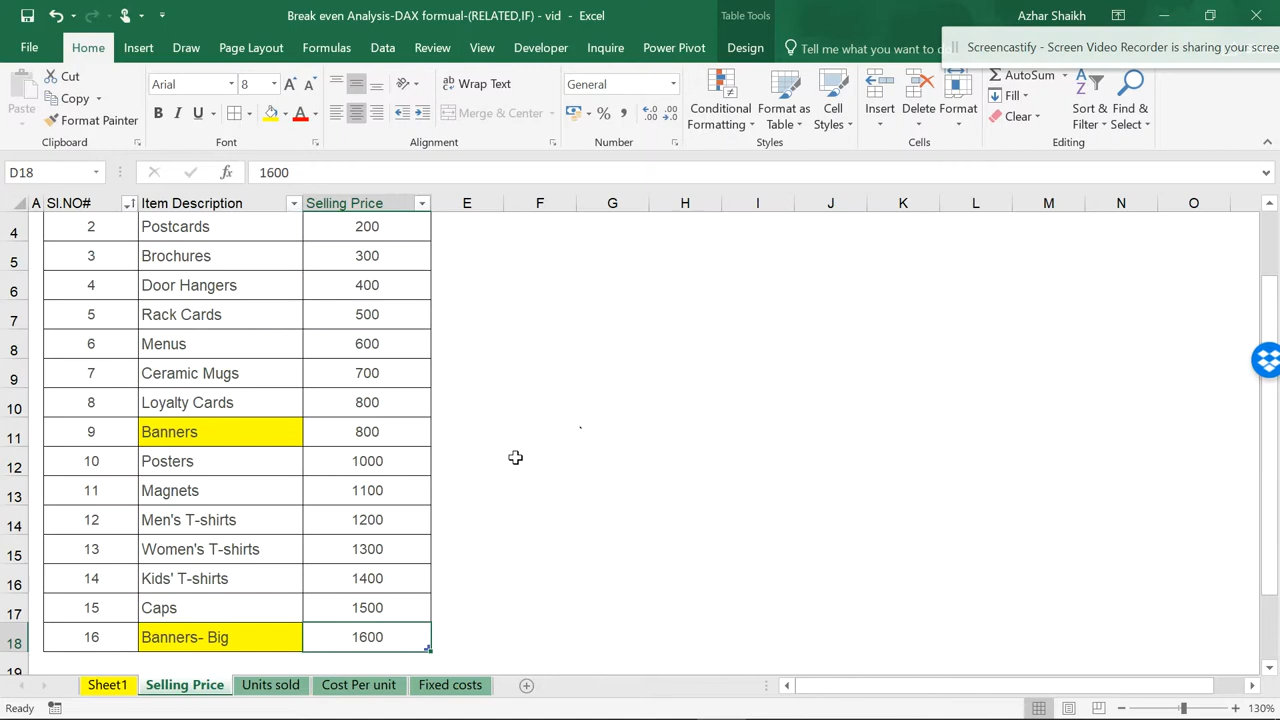 Break even Analysis-DAX formual-(RELATED,IF) - vid - Excel
Table Tools
Azhar Shaikh
File Home Insert Draw Page Layout Formulas Data Review View Developer Inquire Power Pivot Design Tell me what you want to
Screencastify - Screen Video Recorder is sharing your scree
Paste
Cut
Copy
Format Painter
Clipboard
Arial 8
B I U
Font
Wrap Text
Merge & Center
Alignment
General
Number
Conditional Formatting
Format as Table
Cell Styles
Styles
Insert Delete Format
Cells
AutoSum
Fill
Clear
Sort & Filter
Find & Select
Editing
D18 fx 1600
A SI.NO# Item Description Selling Price E F G H I J K L M N O
4 2 Postcards 200
5 3 Brochures 300
6 4 Door Hangers 400
7 5 Rack Cards 500
8 6 Menus 600
9 7 Ceramic Mugs 700
10 8 Loyalty Cards 800
11 9 Banners 800
12 10 Posters 1000
13 11 Magnets 1100
14 12 Men's T-shirts 1200
15 13 Women's T-shirts 1300
16 14 Kids' T-shirts 1400
17 15 Caps 1500
18 16 Banners- Big 1600
19
Sheet1 Selling Price Units sold Cost Per unit Fixed costs
Ready 130%